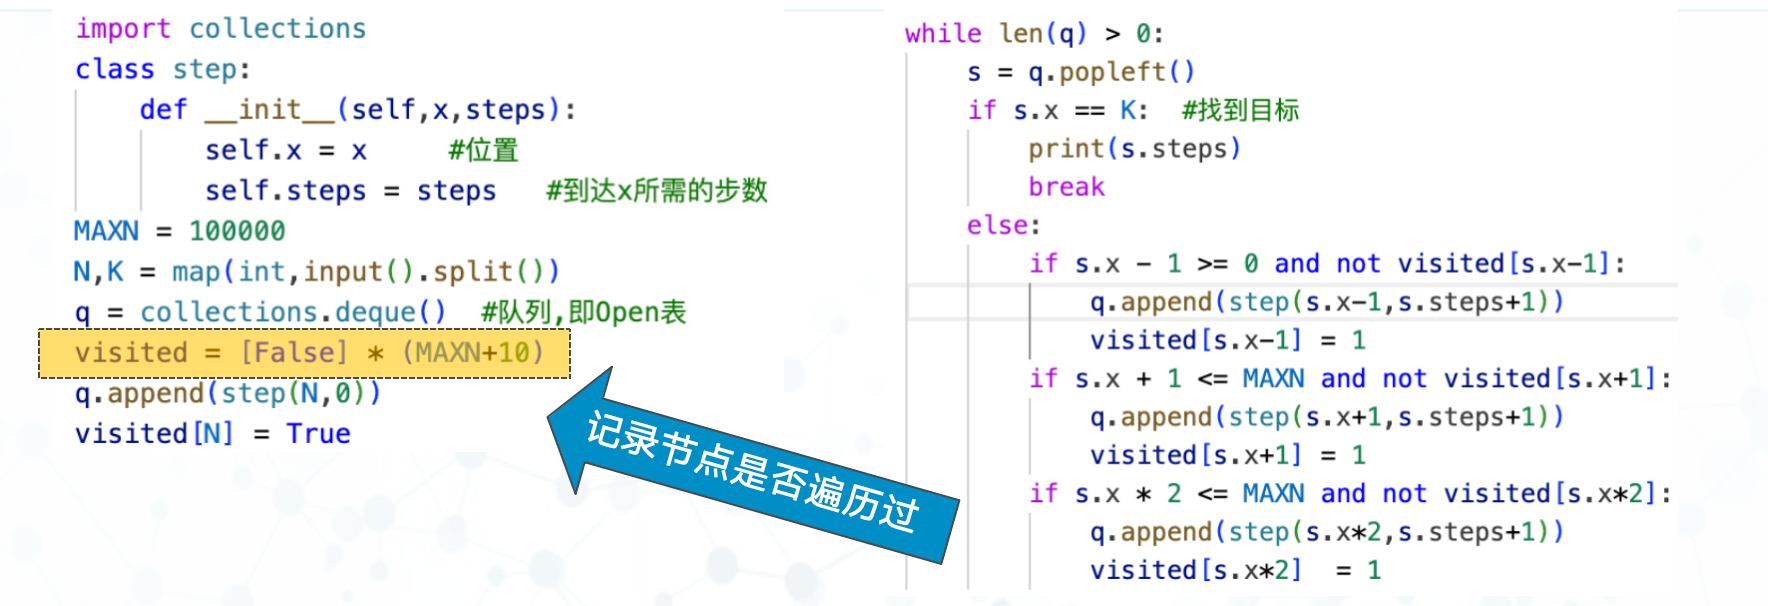 import collections
class step:
    def __init__(self,x,steps):
        self.x = x     #位置
        self.steps = steps   #到达x所需的步数
MAXN = 100000
N,K = map(int,input().split())
q = collections.deque()  #队列,即Open表
visited = [False] * (MAXN+10)
q.append(step(N,0))
visited[N] = True
记录节点是否遍历过
while len(q) > 0:
    s = q.popleft()
    if s.x == K:  #找到目标
        print(s.steps)
        break
    else:
        if s.x - 1 >= 0 and not visited[s.x-1]:
            q.append(step(s.x-1,s.steps+1))
            visited[s.x-1] = 1
        if s.x + 1 <= MAXN and not visited[s.x+1]:
            q.append(step(s.x+1,s.steps+1))
            visited[s.x+1] = 1
        if s.x * 2 <= MAXN and not visited[s.x*2]:
            q.append(step(s.x*2,s.steps+1))
            visited[s.x*2]  = 1